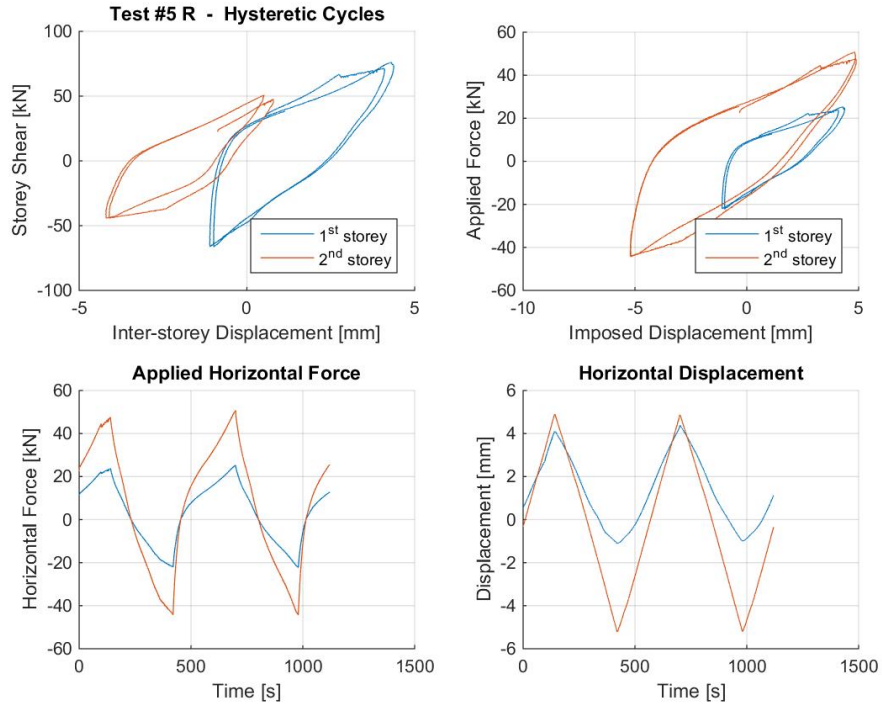 Test #5 R - Hysteretic Cycles
Storey Shear [kN]
100
50
0
-50
-100
-5
0
5
Inter-storey Displacement [mm]
1st storey
2nd storey
Applied Force [kN]
60
40
20
0
-20
-40
-60
-10
-5
0
5
Imposed Displacement [mm]
1st storey
2nd storey
Applied Horizontal Force
Horizontal Force [kN]
60
40
20
0
-20
-40
-60
0
500
1000
1500
Time [s]
Horizontal Displacement
Displacement [mm]
6
4
2
0
-2
-4
-6
0
500
1000
1500
Time [s]